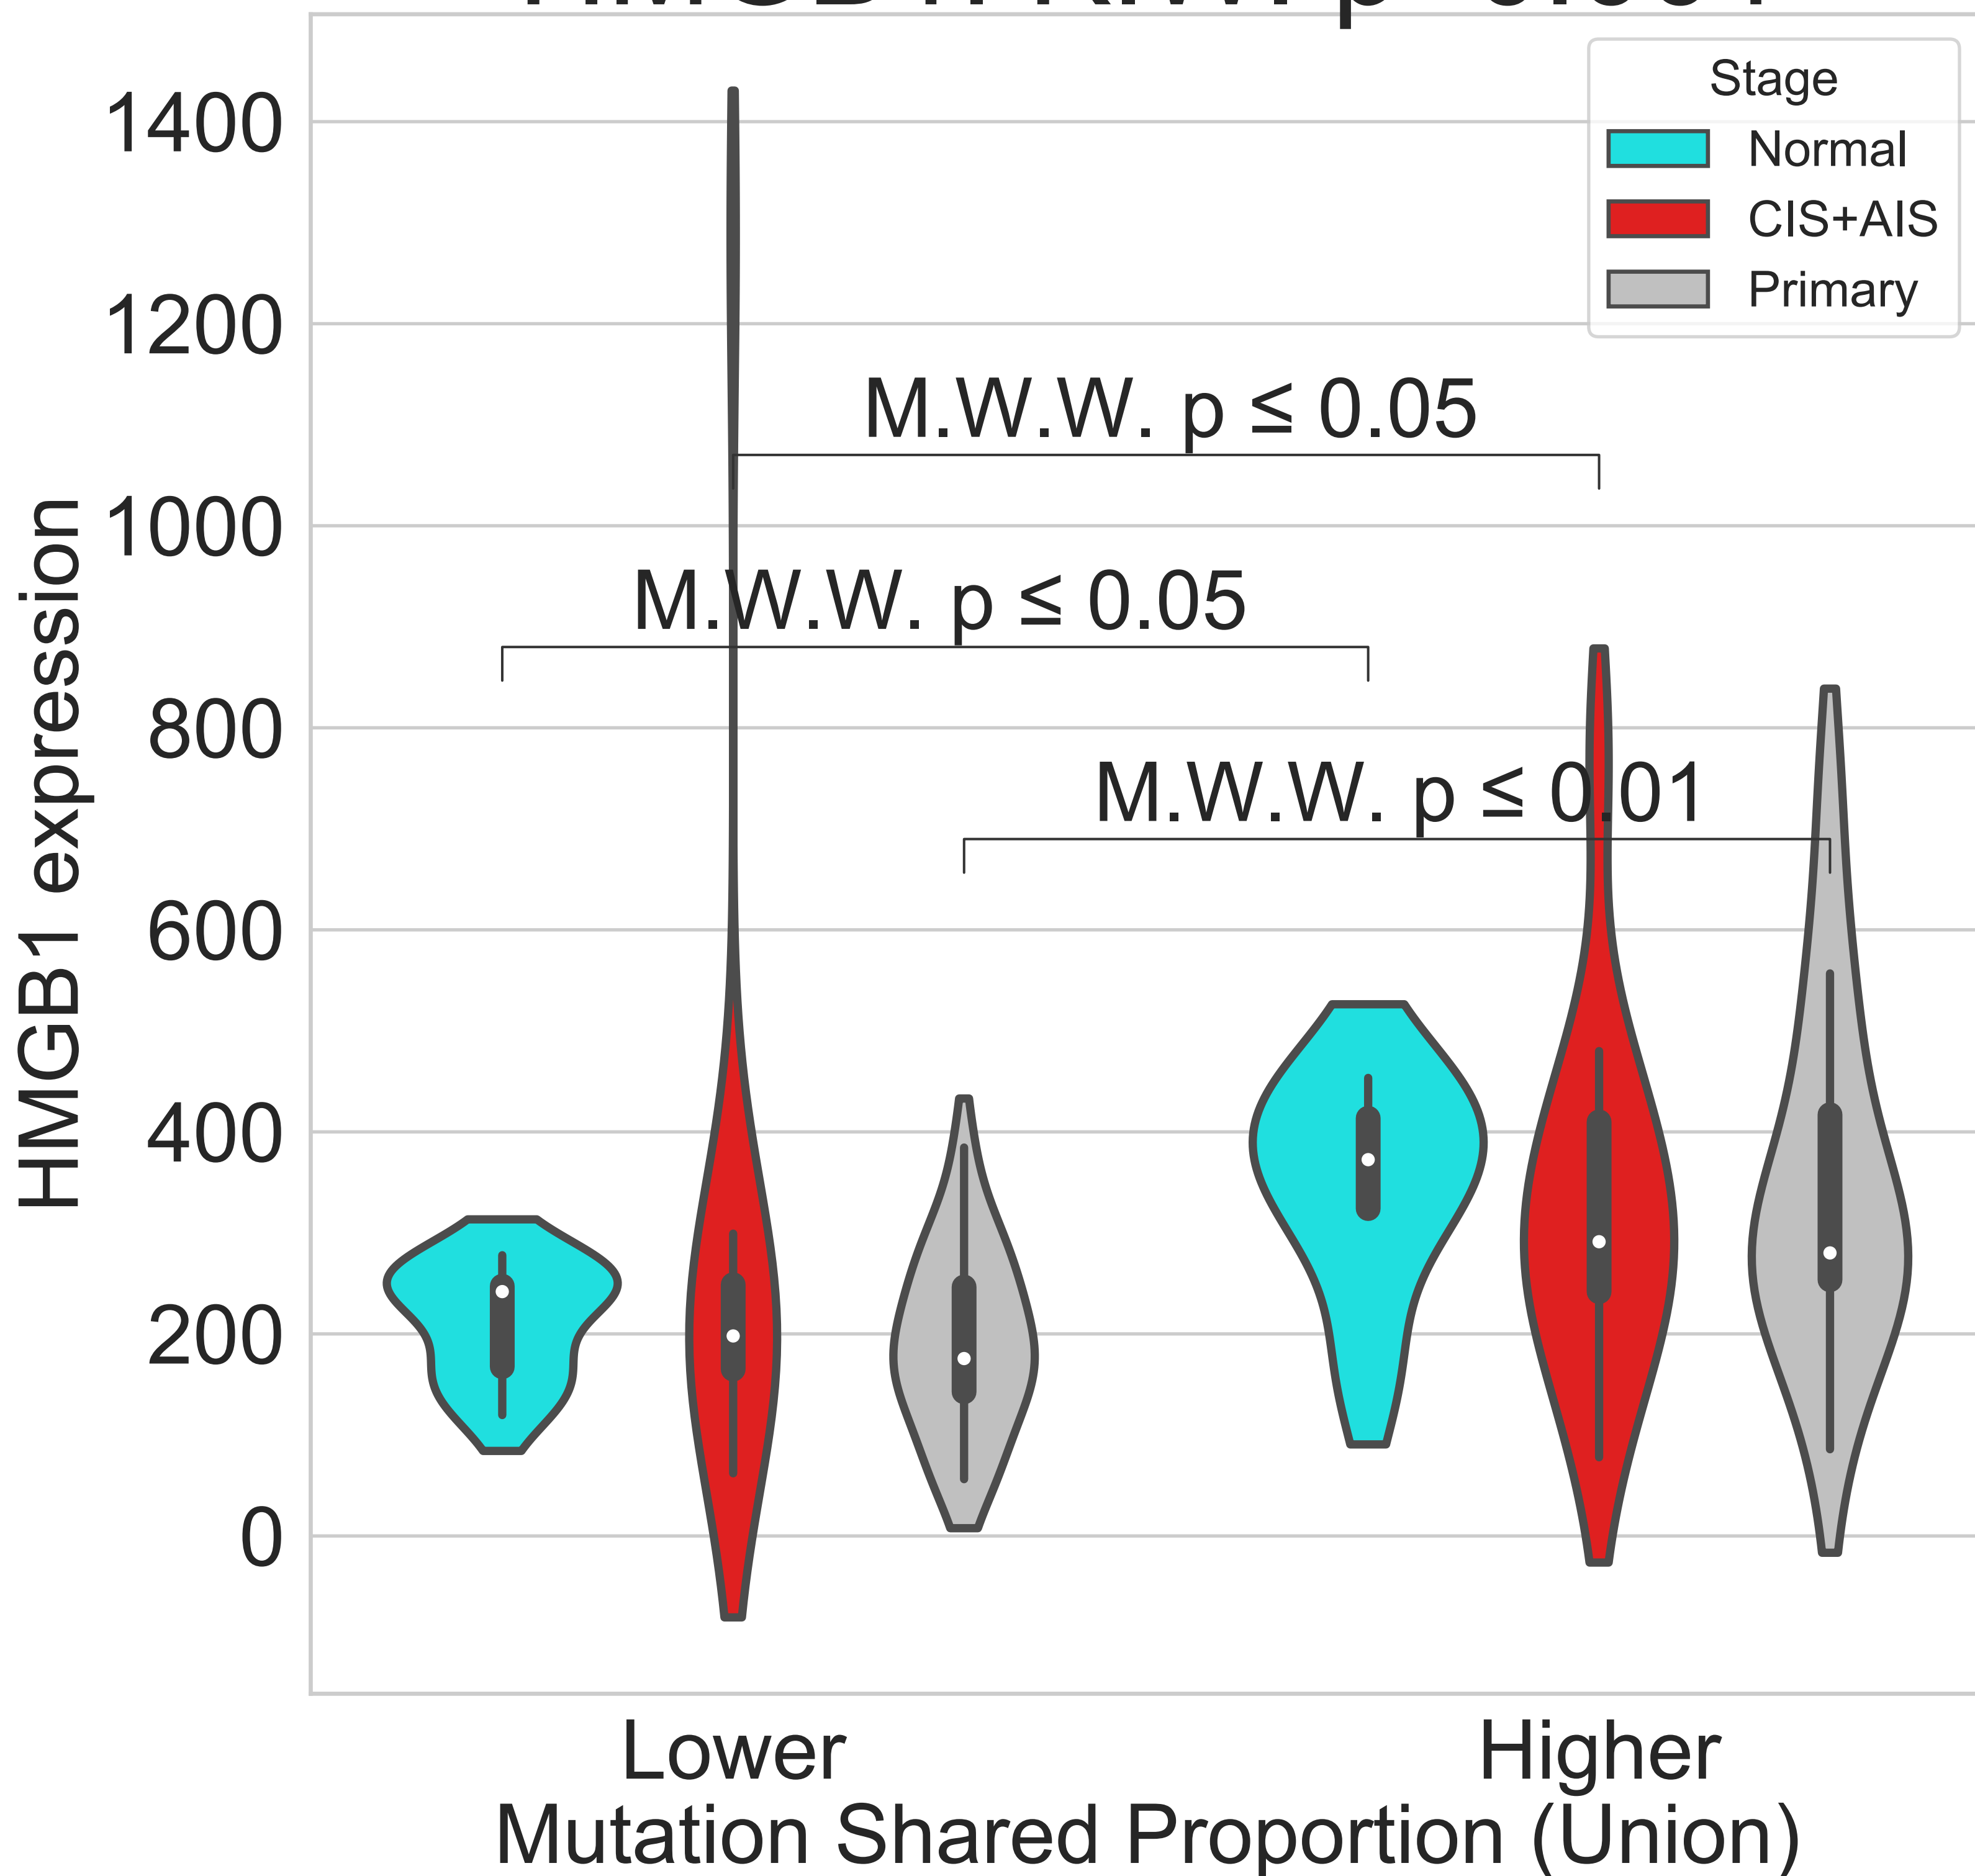 Stage
Normal
CIS+AIS
Primary
1400
1200
1000
800
600
400
200
0
HMGB1 expression
M.W.W. p ≤ 0.05
M.W.W. p ≤ 0.05
M.W.W. p ≤ 0.01
Lower
Higher
Mutation Shared Proportion (Union)